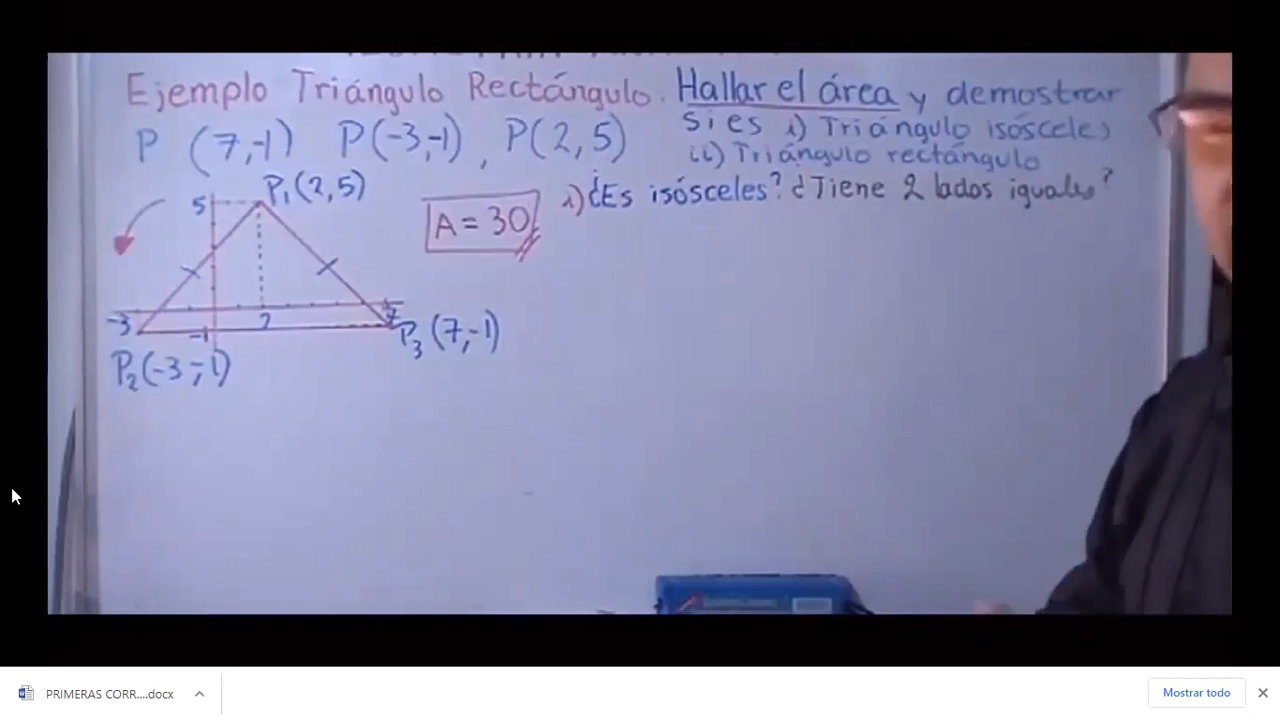 Ejemplo Triángulo Rectángulo. Hallar el área y demostrar
si es i) Triángulo isósceles
P (7,-1) P(-3,-1), P(2,5)
ii) Triángulo rectángulo
i) ¿Es isósceles? ¿Tiene 2 lados iguales?
P1(2,5)
5
A = 30
-3
2
7
-1
P3(7,-1)
P2(-3,-1)
PRIMERAS CORR....docx
Mostrar todo